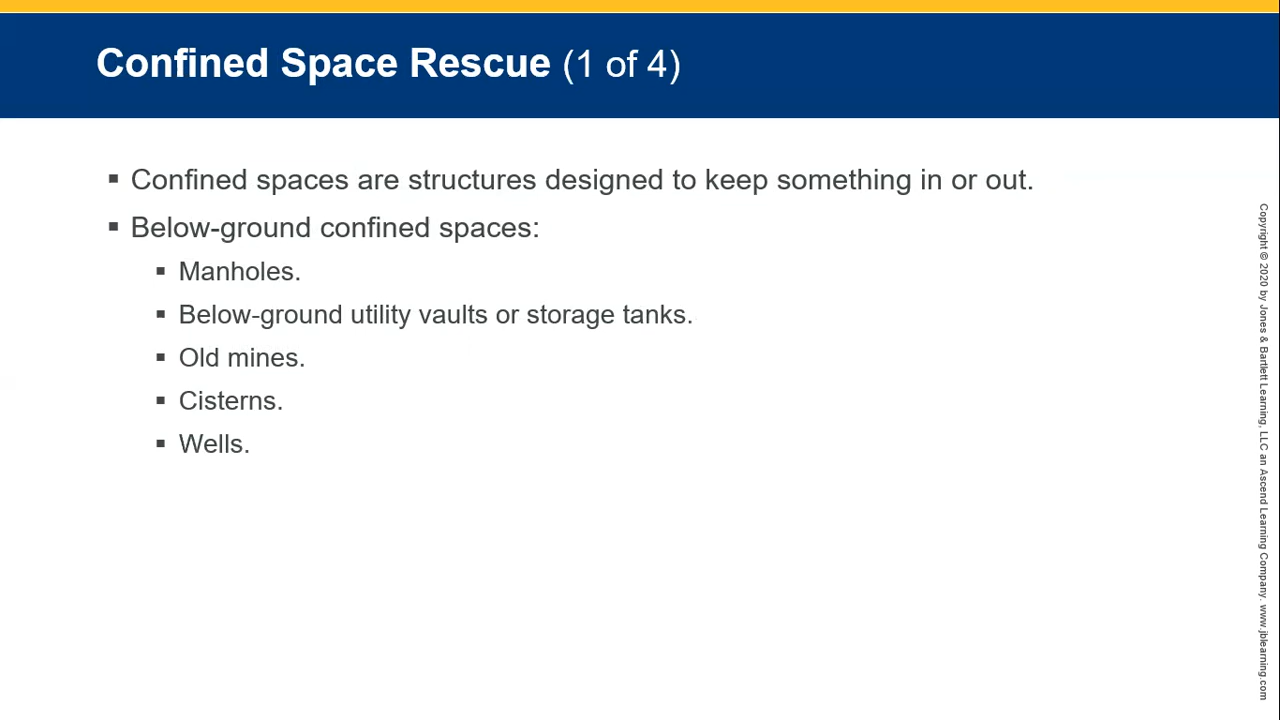 Confined Space Rescue (1 of 4)
▪ Confined spaces are structures designed to keep something in or out.
▪ Below-ground confined spaces:
▪ Manholes.
▪ Below-ground utility vaults or storage tanks.
▪ Old mines.
▪ Cisterns.
▪ Wells.
Copyright © 2020 by Jones & Bartlett Learning, LLC an Ascend Learning Company. www.jblearning.com